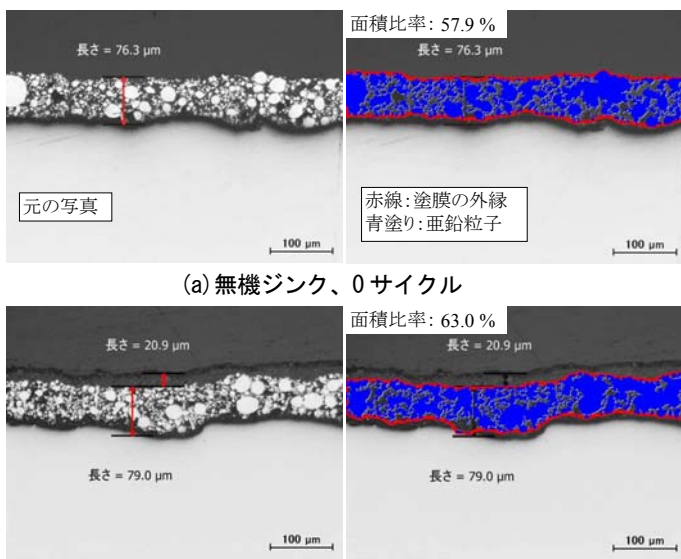 面積比率: 57.9 %
長さ = 76.3 µm
長さ = 76.3 µm
元の写真
赤線:塗膜の外縁
青塗り:亜鉛粒子
100 µm
100 µm
(a)無機ジンク、0サイクル
面積比率: 63.0 %
長さ = 20.9 µm
長さ = 20.9 µm
長さ = 79.0 µm
長さ = 79.0 µm
100 µm
100 µm